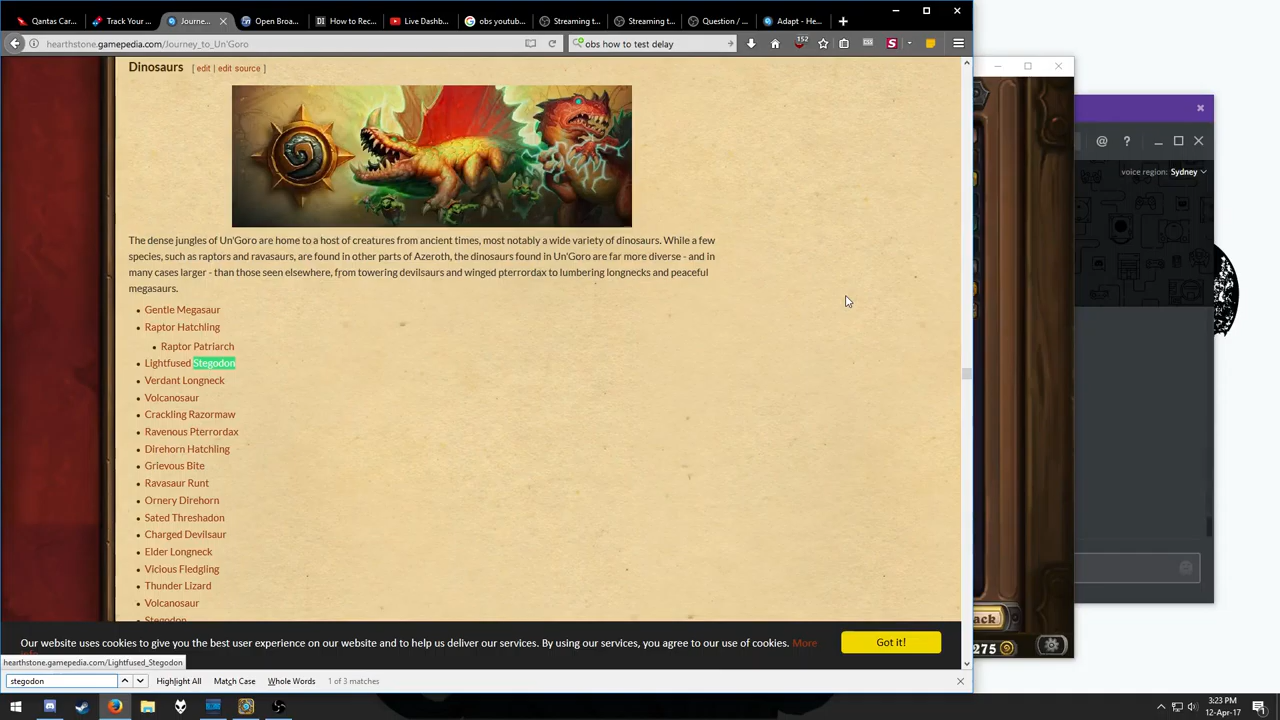 Qantas Carg...
Track Your ...
Journe...
Open Broa...
How to Rec...
Live Dashb...
obs youtub...
Streaming t...
Streaming t...
Question / ...
Adapt - He...
hearthstone.gamepedia.com/Journey_to_Un'Goro
obs how to test delay
152
Dinosaurs [ edit | edit source ]
The dense jungles of Un'Goro are home to a host of creatures from ancient times, most notably a wide variety of dinosaurs. While a few
species, such as raptors and ravasaurs, are found in other parts of Azeroth, the dinosaurs found in Un'Goro are far more diverse - and in
many cases larger - than those seen elsewhere, from towering devilsaurs and winged pterrordax to lumbering longnecks and peaceful
megasaurs.
Gentle Megasaur
Raptor Hatchling
Raptor Patriarch
Lightfused Stegodon
Verdant Longneck
Volcanosaur
Crackling Razormaw
Ravenous Pterrordax
Direhorn Hatchling
Grievous Bite
Ravasaur Runt
Ornery Direhorn
Sated Threshadon
Charged Devilsaur
Elder Longneck
Vicious Fledgling
Thunder Lizard
Volcanosaur
Stegodon
Our website uses cookies to give you the best user experience on our website and to help us deliver our services. By using our services, you agree to our use of cookies. More
info
Got it!
hearthstone.gamepedia.com/Lightfused_Stegodon
stegodon
Highlight All
Match Case
Whole Words
1 of 3 matches
voice region: Sydney
ack
275
3:23 PM
12-Apr-17